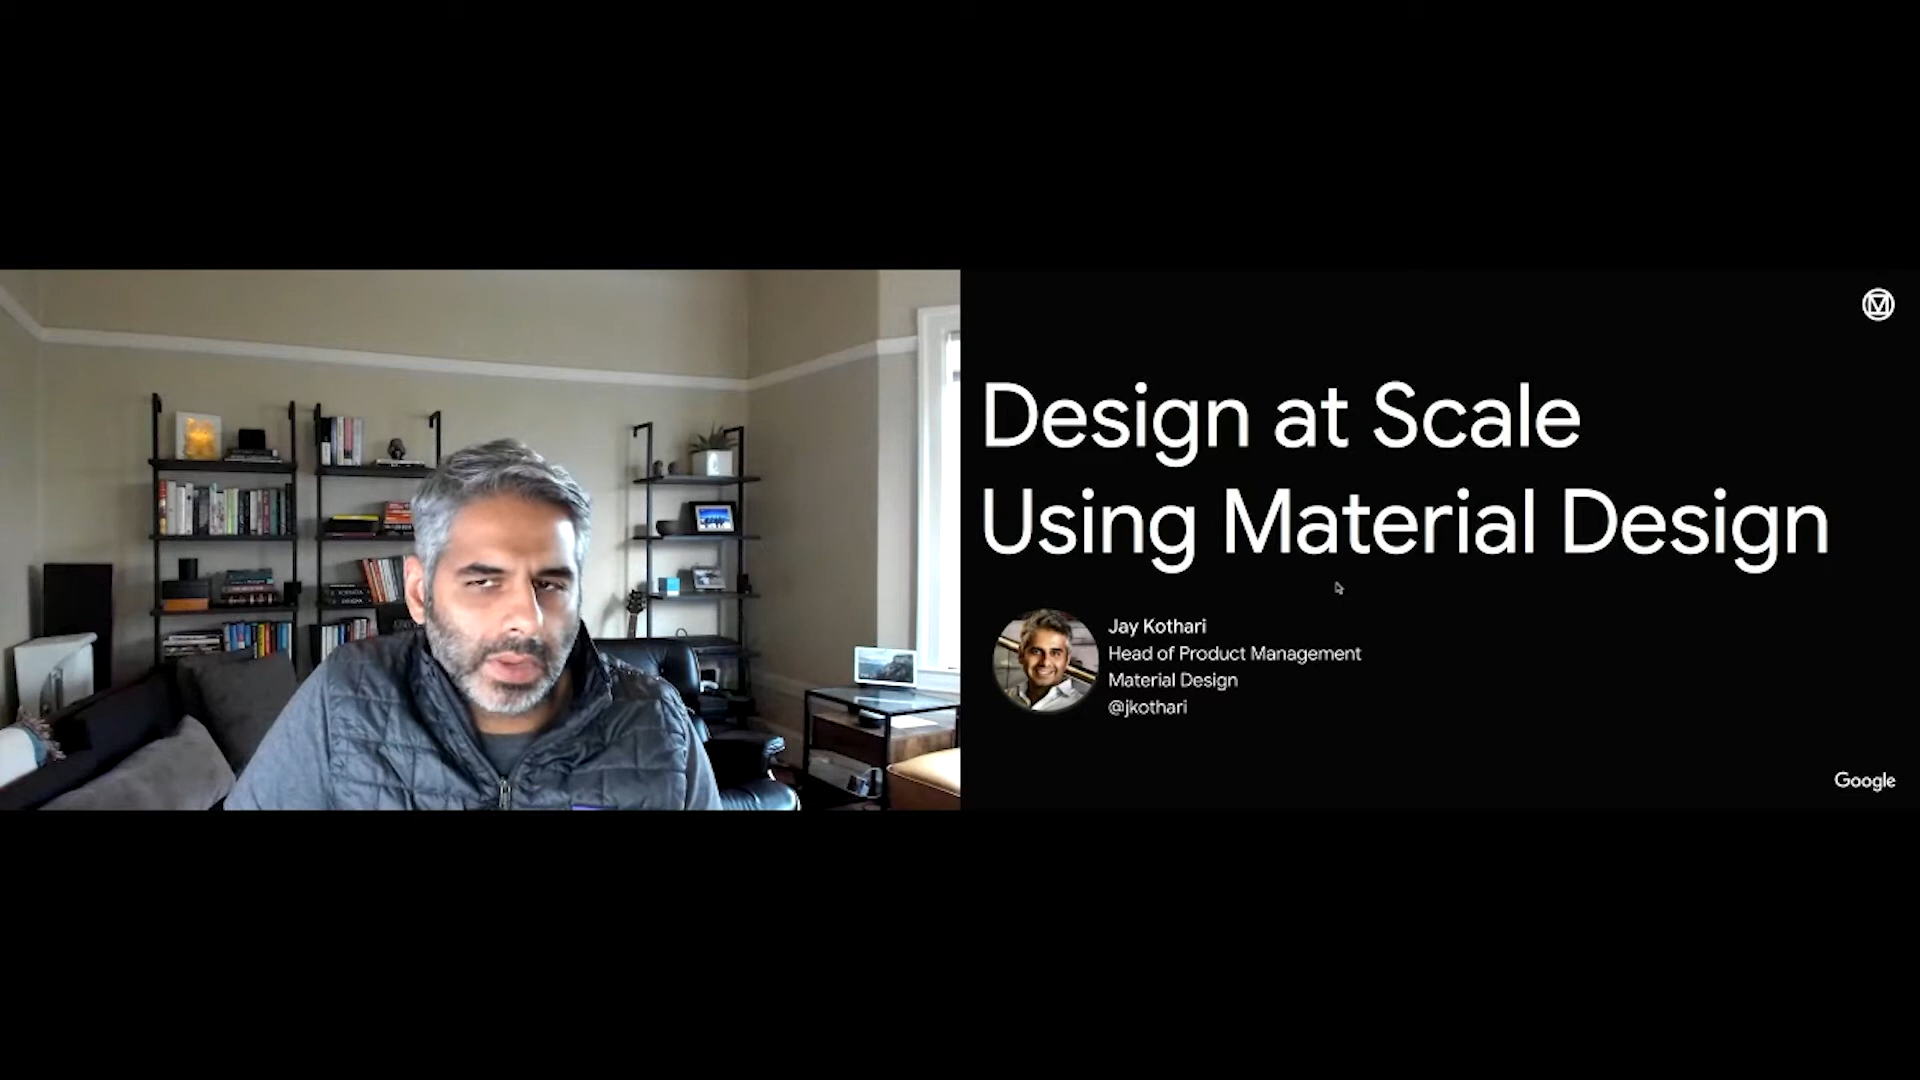 Design at Scale
Using Material Design
Jay Kothari
Head of Product Management
Material Design
@jkothari
Google